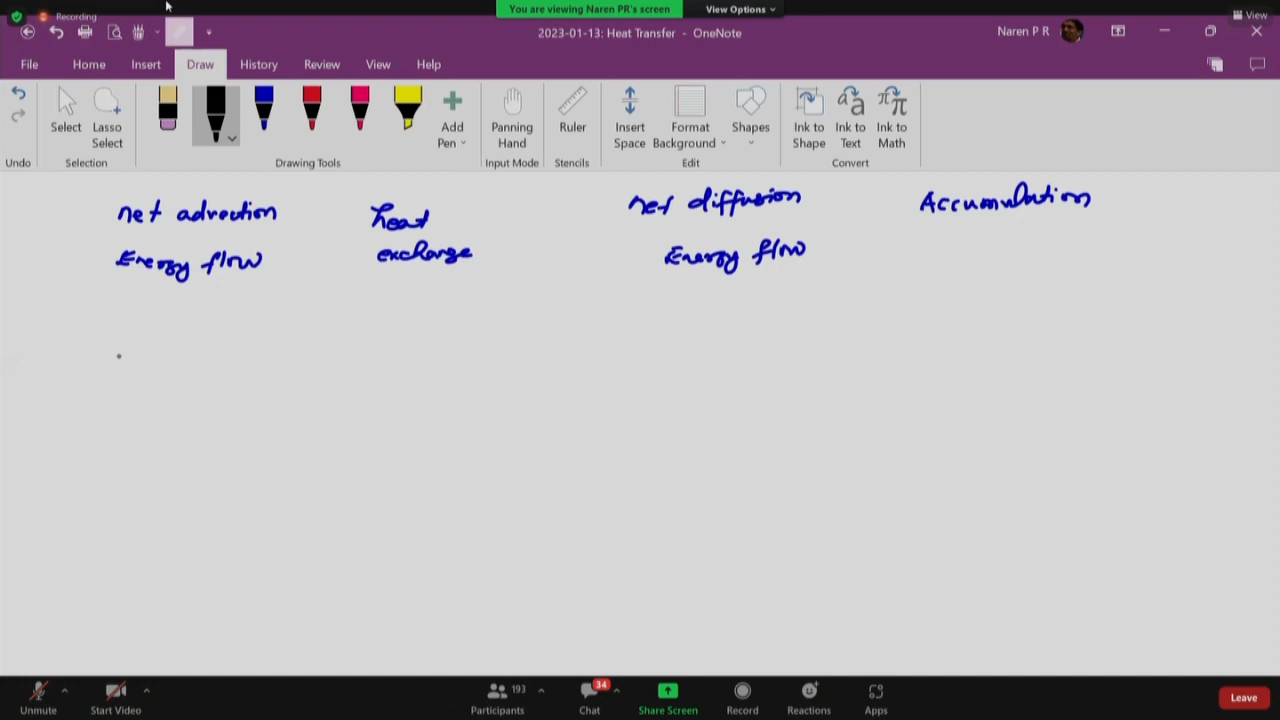 Recording
You are viewing Naren PR's screen
View Options
View
2023-01-13: Heat Transfer - OneNote
Naren P R
File Home Insert Draw History Review View Help
Undo
Select
Lasso Select
Selection
Drawing Tools
Add Pen
Panning Hand
Input Mode
Ruler
Stencils
Insert Space
Format Background
Shapes
Edit
Ink to Shape
Ink to Text
Ink to Math
Convert
net advection
Energy flow
heat
exchange
net diffusion
Energy flow
Accumulation
Unmute
Start Video
193
Participants
34
Chat
Share Screen
Record
Reactions
Apps
Leave